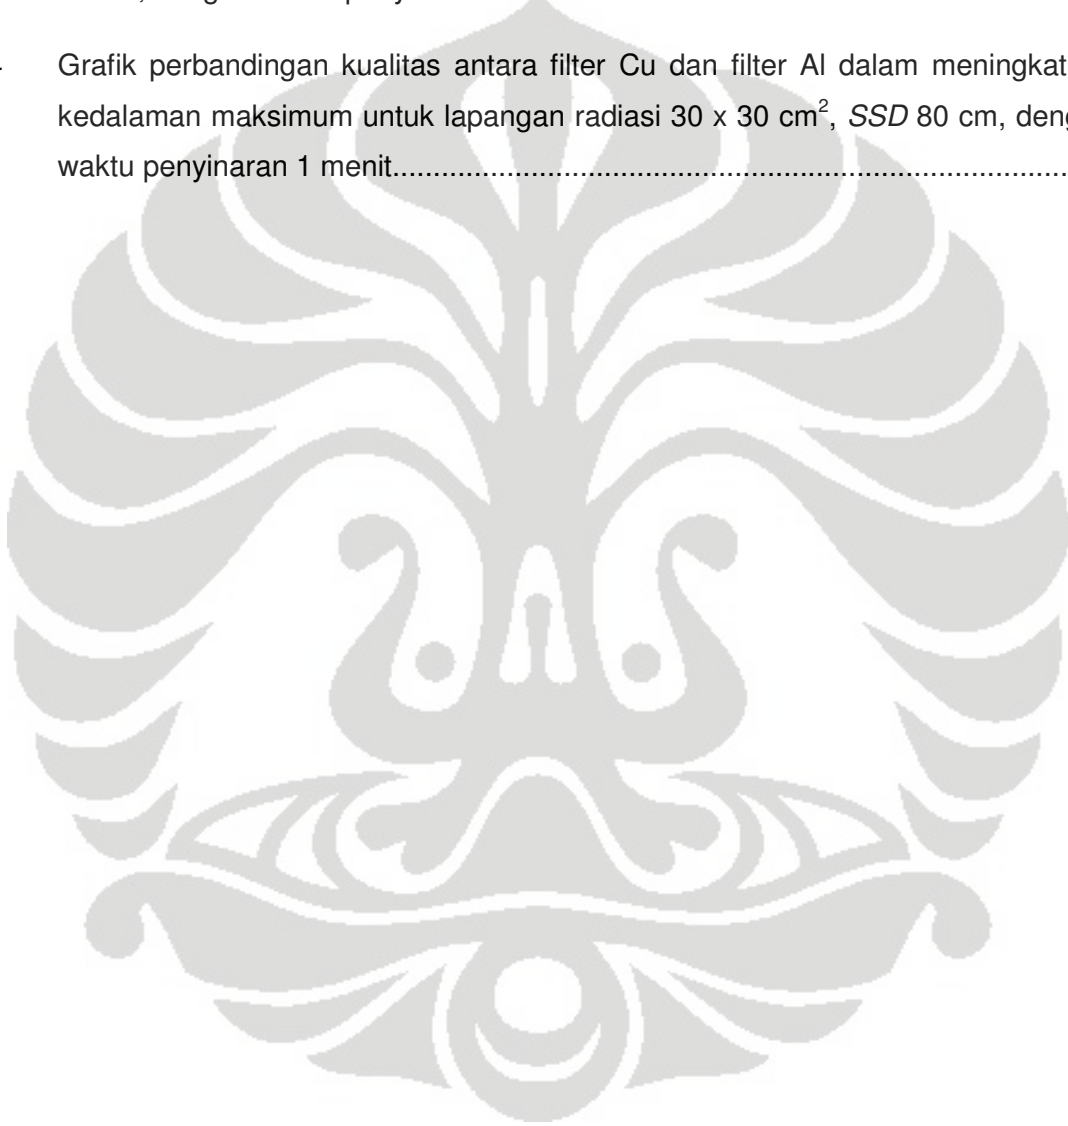 Grafik perbandingan kualitas antara filter Cu dan filter Al dalam meningkat
kedalaman maksimum untuk lapangan radiasi 30 x 30 cm², SSD 80 cm, deng
waktu penyinaran 1 menit....................................................................................